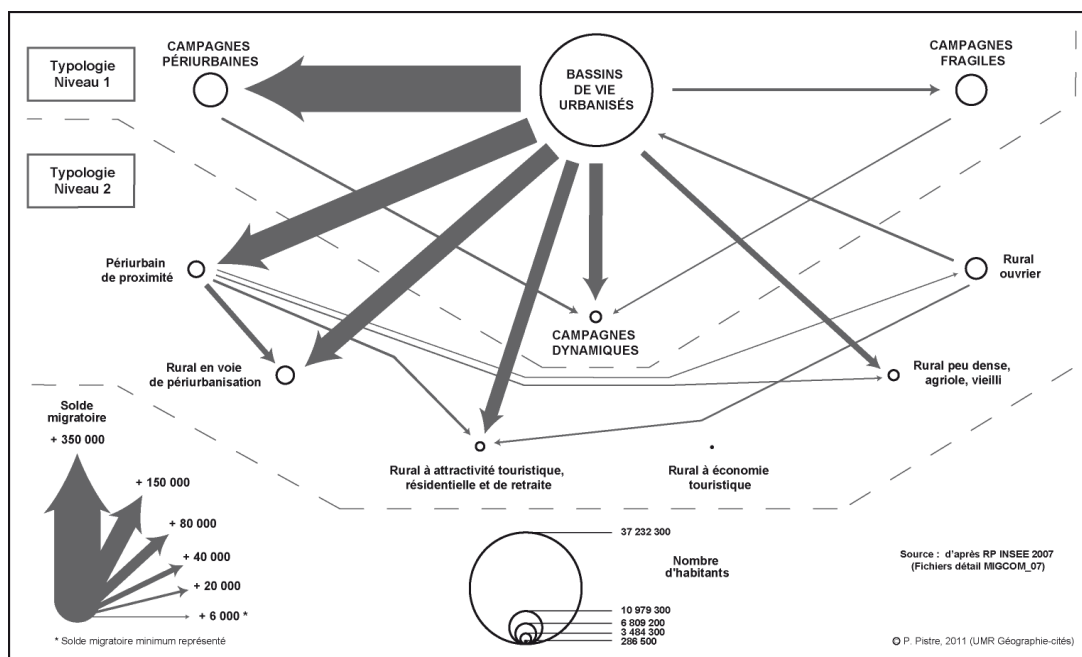 Typologie
Niveau 1
CAMPAGNES
PÉRIURBAINES
BASSINS
DE VIE
URBANISÉS
CAMPAGNES
FRAGILES
Typologie
Niveau 2
Périurbain
de proximité
Rural
ouvrier
CAMPAGNES
DYNAMIQUES
Rural en voie
de périurbanisation
Rural peu dense,
agriole, vieilli
Rural à attractivité touristique,
résidentielle et de retraite
Rural à économie
touristique
Solde
migratoire
+ 350 000
+ 150 000
+ 80 000
+ 40 000
+ 20 000
+ 6 000 *
* Solde migratoire minimum représenté
37 232 300
Nombre
d'habitants
10 979 300
6 809 200
3 484 300
286 500
Source : d'après RP INSEE 2007
(Fichiers détail MIGCOM_07)
© P. Pistre, 2011 (UMR Géographie-cités)